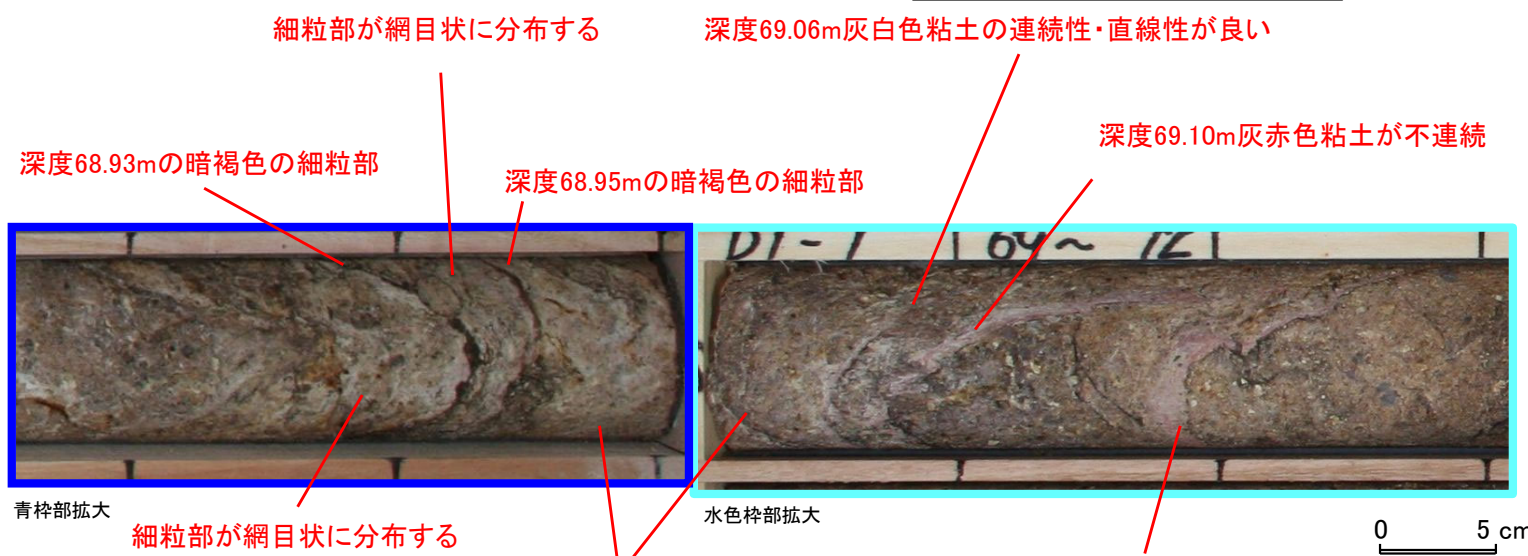 細粒部が網目状に分布する
深度69.06m灰白色粘土の連続性・直線性が良い
深度69.10m灰赤色粘土が不連続
深度68.93mの暗褐色の細粒部
深度68.95mの暗褐色の細粒部
青枠部拡大
水色枠部拡大
細粒部が網目状に分布する
0 5 cm